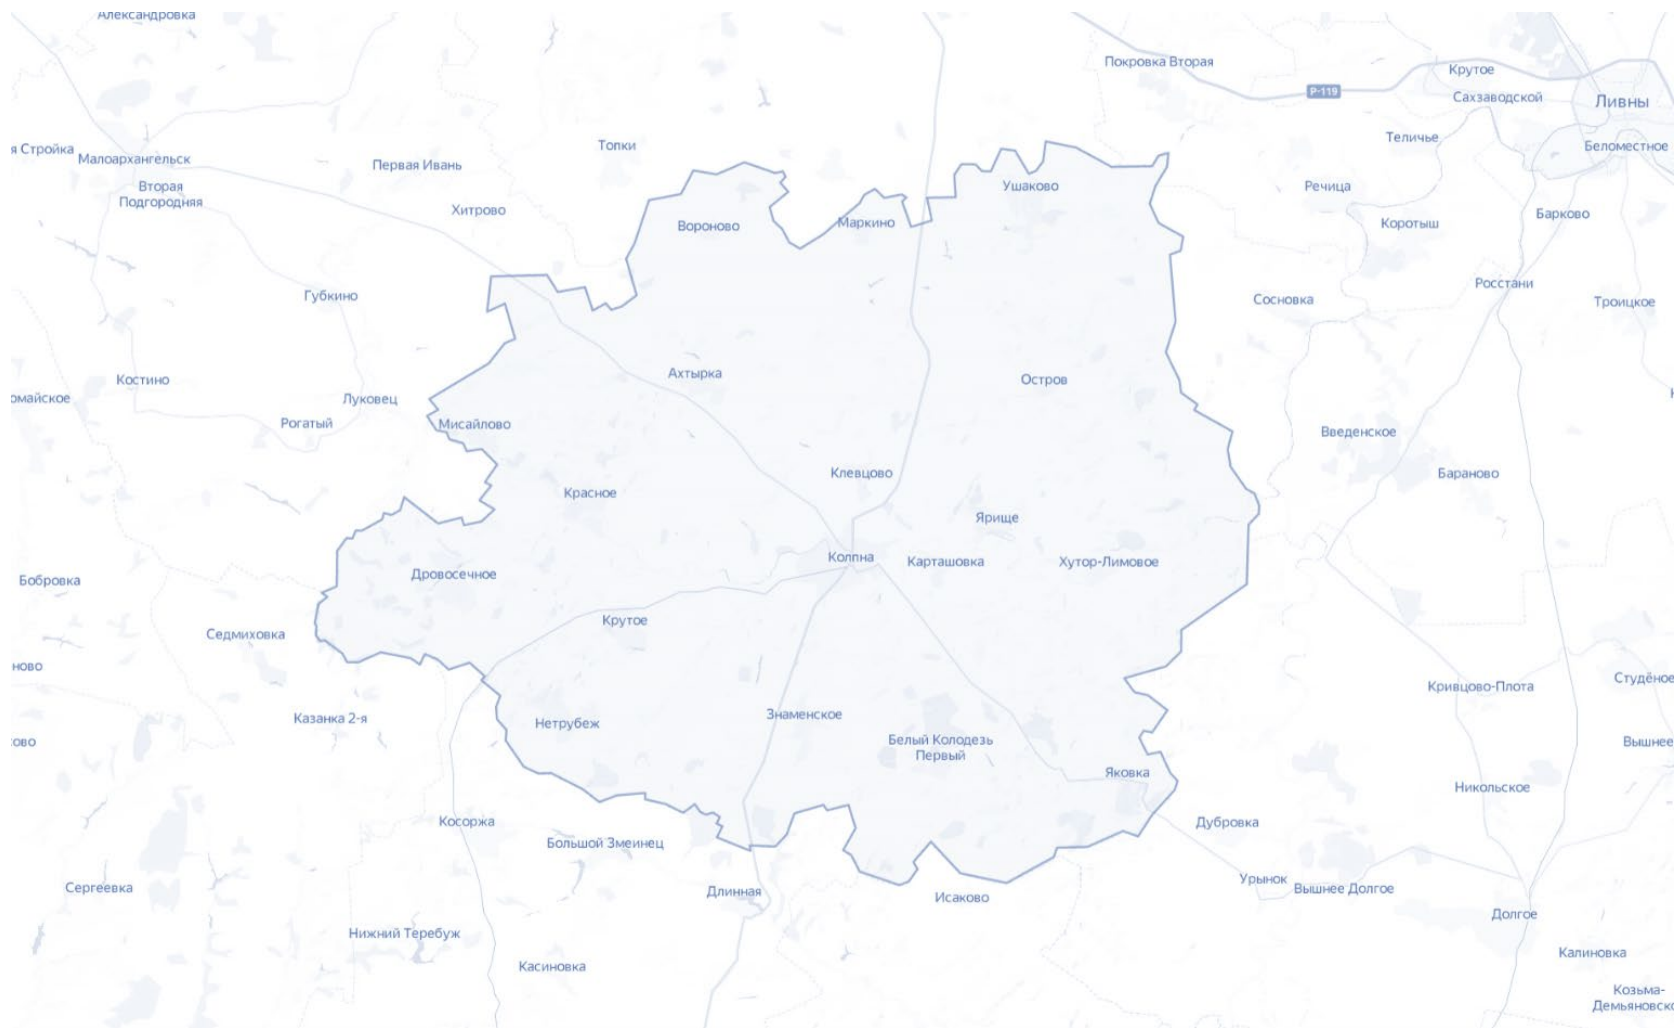 Александровка
Покровка Вторая
Крутое
Р-119
Сахзаводской
Ливны
Теличье
Беломестное
Топки
я Стройка
Малоархангельск
Первая Ивань
Вторая
Подгородняя
Ушаково
Речица
Хитрово
Вороново
Маркино
Коротыш
Барково
Губкино
Росстани
Сосновка
Троицкое
Костино
Ахтырка
Остров
омайское
Луковец
Рогатый
Мисайлово
Введенское
Клевцово
Бараново
Красное
Ярище
Колпна
Карташовка
Хутор-Лимовое
Бобровка
Дровосечное
Крутое
Седмиховка
ново
Студёное
Кривцово-Плота
Казанка 2-я
Нетрубеж
Знаменское
ово
Белый Колодезь
Первый
Вышнее
Яковка
Никольское
Косоржа
Дубровка
Большой Змеинец
Сергеевка
Длинная
Исаково
Урынок
Вышнее Долгое
Долгое
Нижний Теребуж
Касиновка
Калиновка
Козьма-
Демьяновско